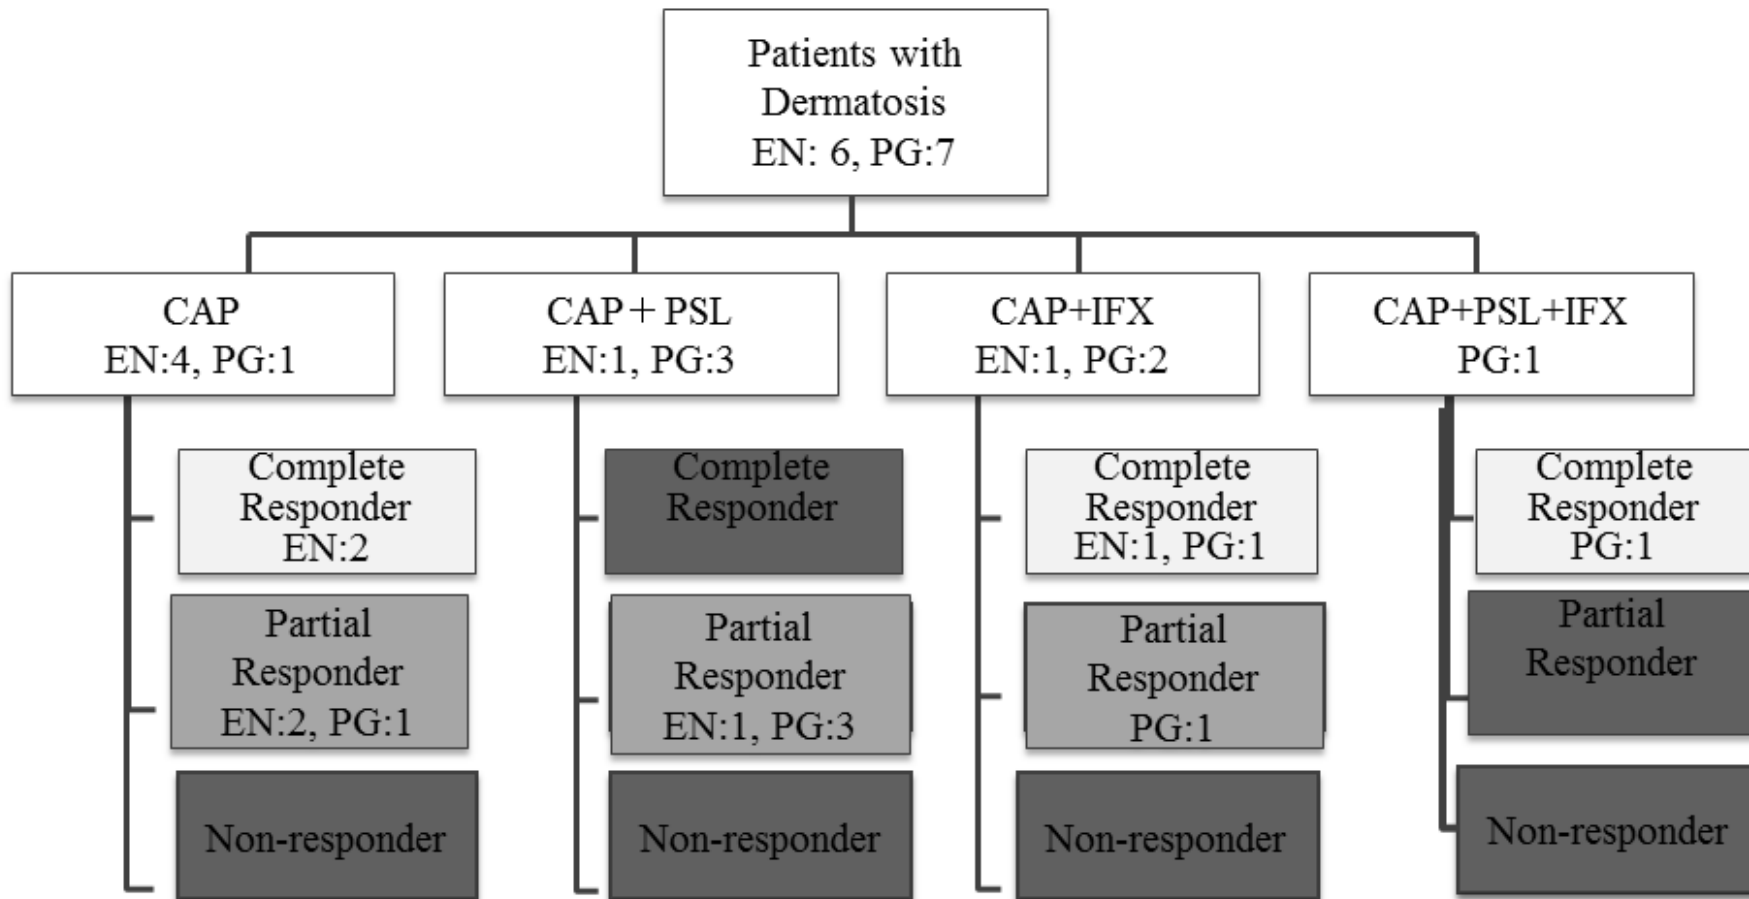 Patients with
Dermatosis
EN: 6, PG:7
CAP
EN:4, PG:1
CAP＋PSL
EN:1, PG:3
CAP+IFX
EN:1, PG:2
CAP+PSL+IFX
PG:1
Complete
Responder
EN:2
Partial
Responder
EN:2, PG:1
Non-responder
Complete
Responder
Partial
Responder
EN:1, PG:3
Non-responder
Complete
Responder
EN:1, PG:1
Partial
Responder
PG:1
Non-responder
Complete
Responder
PG:1
Partial
Responder
Non-responder